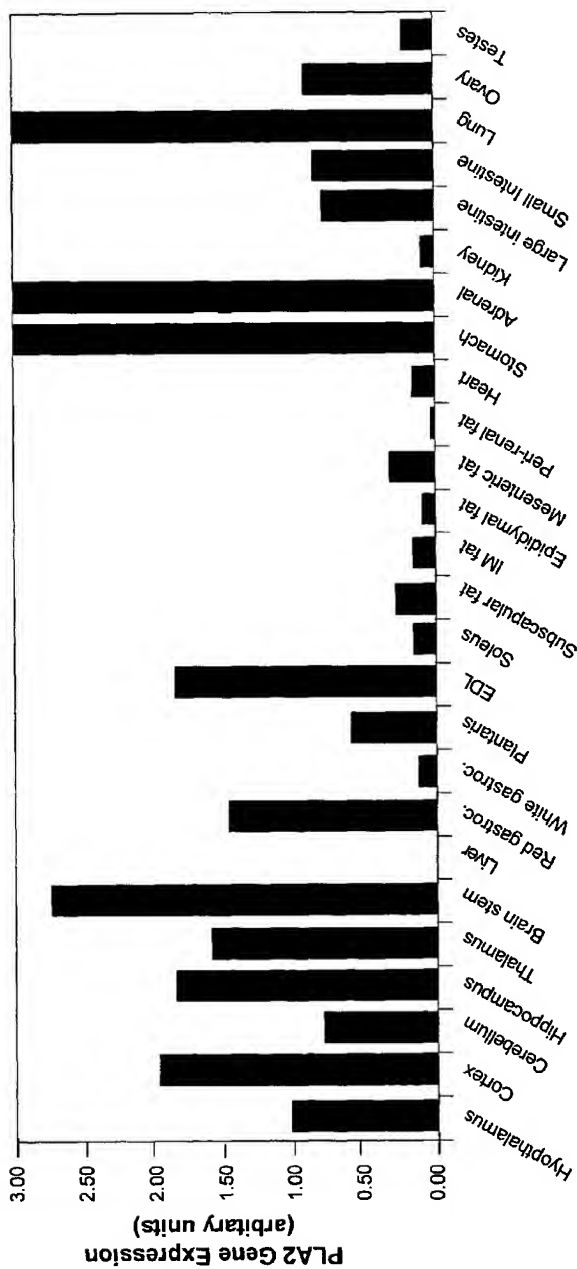 PLA2 Gene Expression
(arbitary units)
3.00
2.50
2.00
1.50
1.00
0.50
0.00
Hyopthalamus
Cortex
Cerebellum
Hippocampus
Thalamus
Brain stem
Liver
Red gastroc.
White gastroc.
Plantaris
EDL
Soleus
Subscapular fat
IM fat
Epididymal fat
Mesenteric fat
Peri-renal fat
Heart
Stomach
Adrenal
Kidney
Large intestine
Small Intestine
Lung
Ovary
Testes